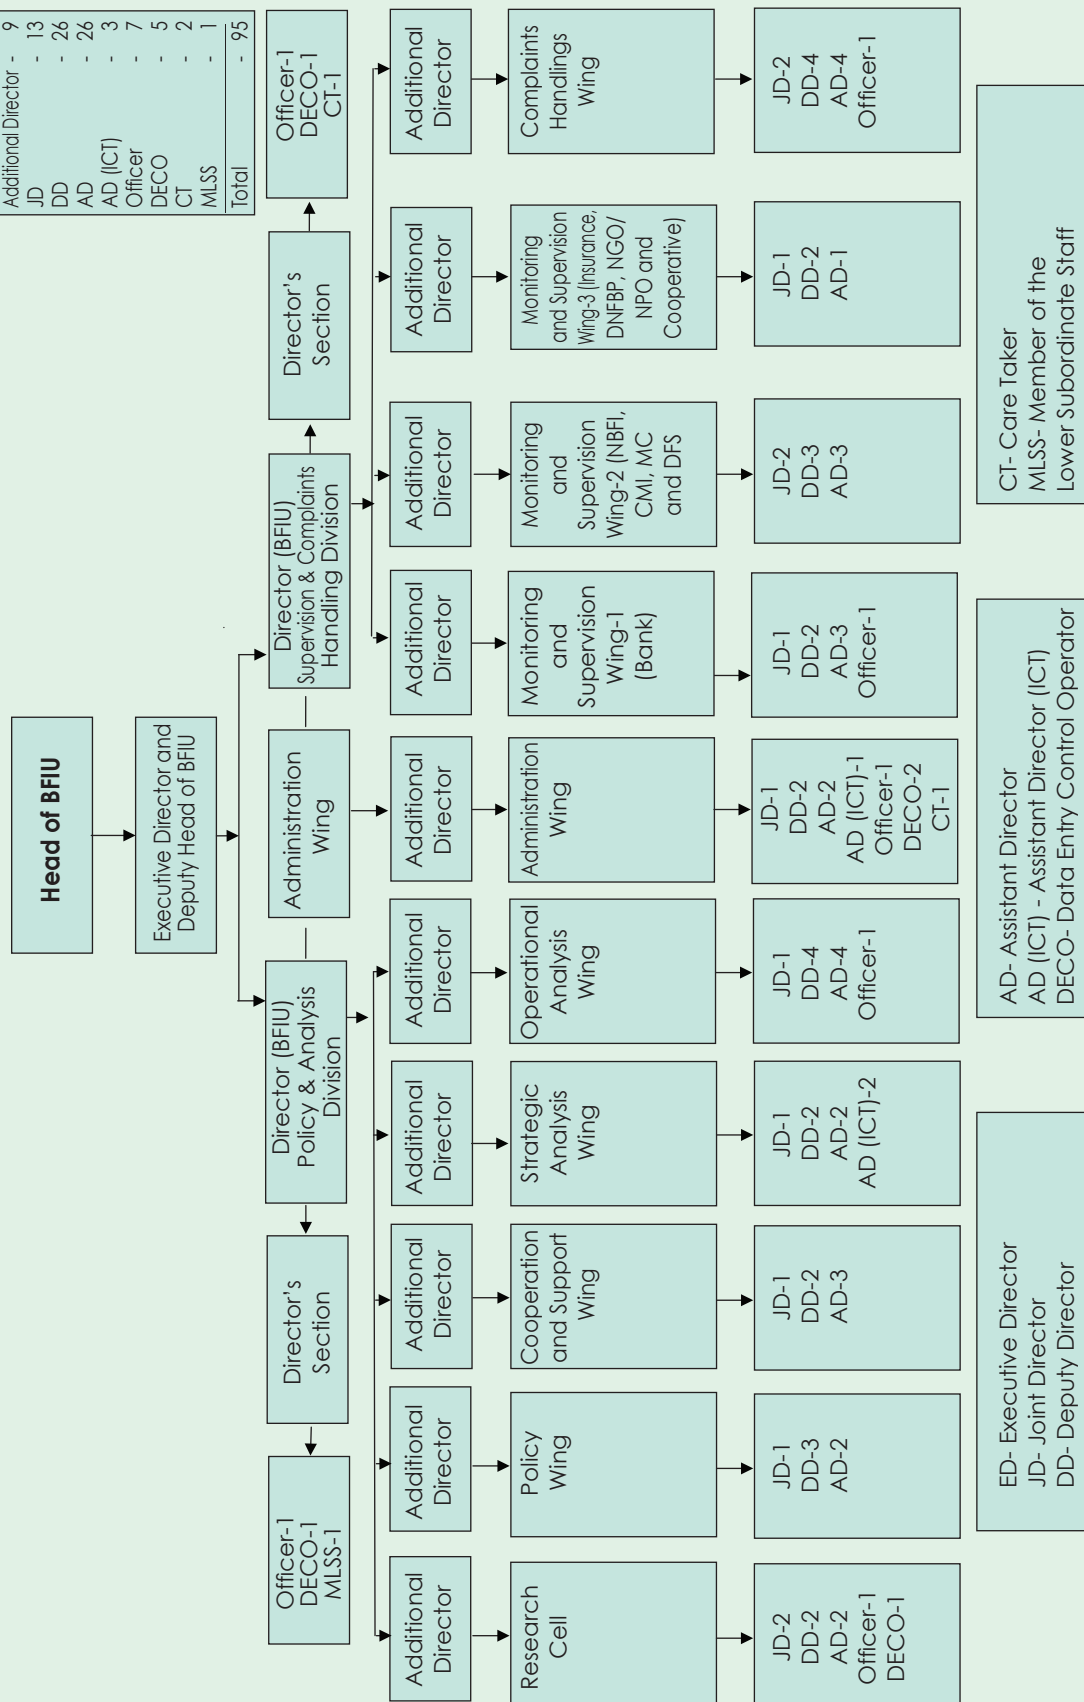 Head of BFIU
Executive Director and
Deputy Head of BFIU
Additional Director - 9
JD - 13
DD - 26
AD - 26
AD (ICT) - 3
Officer - 7
DECO - 5
CT - 2
MLSS - 1
Total - 95
Officer-1
DECO-1
MLSS-1
Director's
Section
Director (BFIU)
Policy & Analysis
Division
Administration
Wing
Director (BFIU)
Supervision & Complaints
Handling Division
Director's
Section
Officer-1
DECO-1
CT-1
Additional
Director
Additional
Director
Additional
Director
Additional
Director
Additional
Director
Additional
Director
Additional
Director
Additional
Director
Additional
Director
Additional
Director
Research
Cell
Policy
Wing
Cooperation
and Support
Wing
Strategic
Analysis
Wing
Operational
Analysis
Wing
Administration
Wing
Monitoring
and
Supervision
Wing-1
(Bank)
Monitoring
and
Supervision
Wing-2 (NBFI,
CMI, MC
and DFS
Monitoring
and Supervision
Wing-3 (Insurance,
DNFBP, NGO/
NPO and
Cooperative)
Complaints
Handlings
Wing
JD-2
DD-2
AD-2
Officer-1
DECO-1
JD-1
DD-3
AD-2
JD-1
DD-2
AD-3
JD-1
DD-2
AD-2
AD (ICT)-2
JD-1
DD-4
AD-4
Officer-1
JD-1
DD-2
AD-2
AD (ICT)-1
Officer-1
DECO-2
CT-1
JD-1
DD-2
AD-3
Officer-1
JD-2
DD-3
AD-3
JD-1
DD-2
AD-1
JD-2
DD-4
AD-4
Officer-1
ED- Executive Director
JD- Joint Director
DD- Deputy Director
AD- Assistant Director
AD (ICT) - Assistant Director (ICT)
DECO- Data Entry Control Operator
CT- Care Taker
MLSS- Member of the
Lower Subordinate Staff